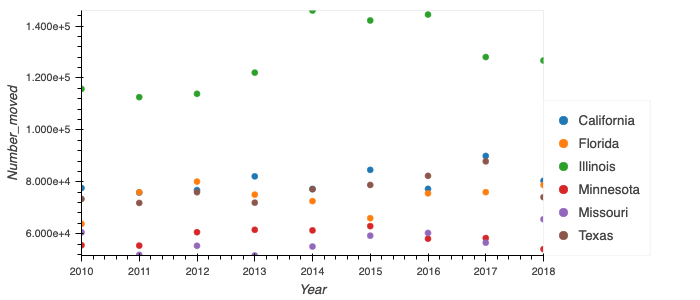 1.400e+5
1.200e+5
1.000e+5
8.000e+4
6.000e+4
Number_moved
2010 2011 2012 2013 2014 2015 2016 2017 2018
Year
California
Florida
Illinois
Minnesota
Missouri
Texas